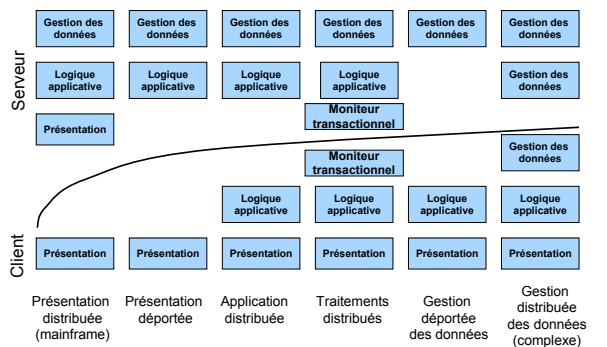 Serveur
Client
Gestion des
données
Gestion des
données
Gestion des
données
Gestion des
données
Gestion des
données
Gestion des
données
Logique
applicative
Logique
applicative
Logique
applicative
Logique
applicative
Gestion des
données
Présentation
Moniteur
transactionnel
Moniteur
transactionnel
Gestion des
données
Logique
applicative
Logique
applicative
Logique
applicative
Logique
applicative
Présentation
Présentation
Présentation
Présentation
Présentation
Présentation
Présentation
distribuée
(mainframe)
Présentation
déportée
Application
distribuée
Traitements
distribués
Gestion
déportée
des données
Gestion
distribuée
des données
(complexe)